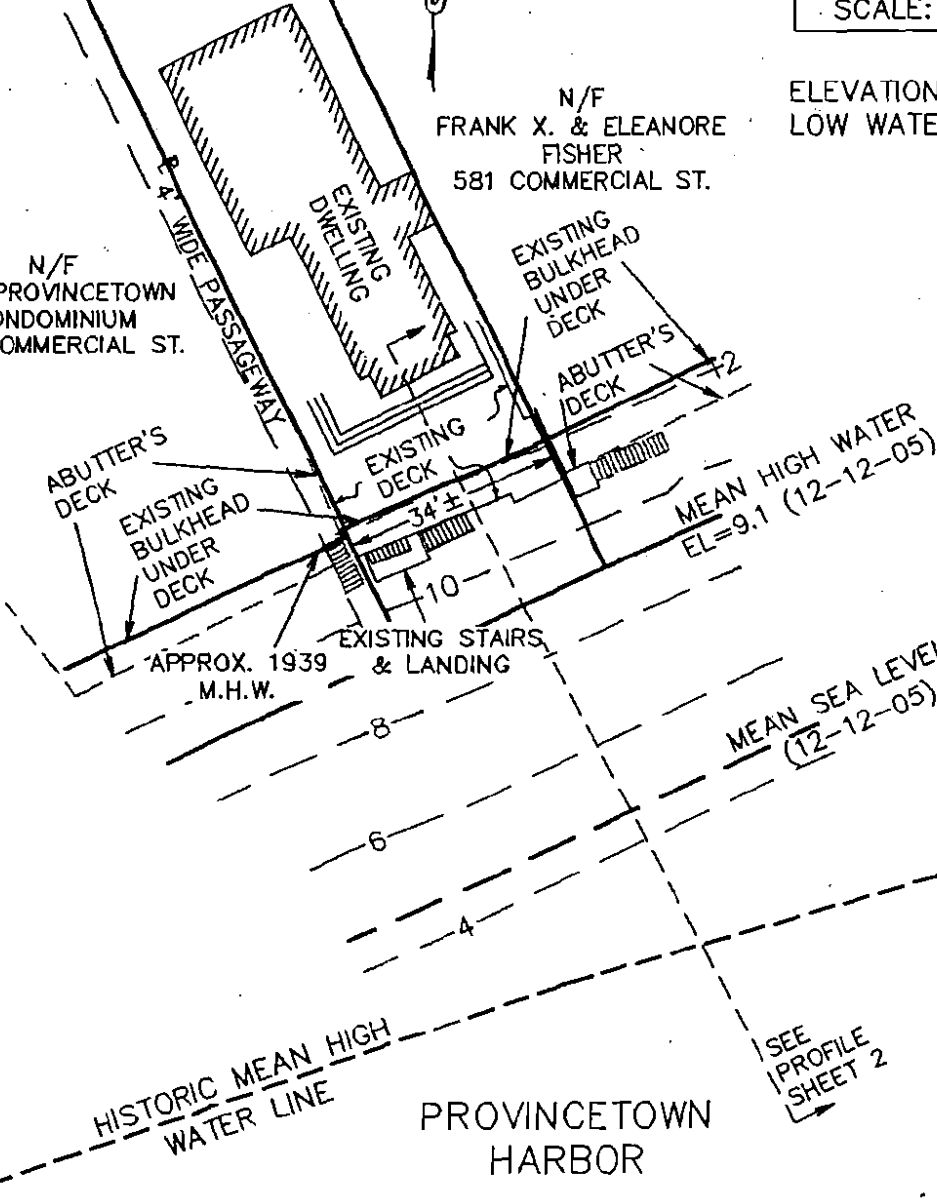 SCALE:
ELEVATION
LOW WATE
N/F
FRANK X. & ELEANORE
FISHER
581 COMMERCIAL ST.
4' WIDE PASSAGEWAY
EXISTING
DWELLING
EXISTING
BULKHEAD
UNDER
DECK
N/F
PROVINCETOWN
ONDOMINIUM
OMMERCIAL ST.
ABUTTER'S
DECK
12
ABUTTER'S
DECK
EXISTING
DECK
EXISTING
BULKHEAD
UNDER
DECK
34'±
MEAN HIGH WATER
EL=9.1 (12-12-05)
10
EXISTING STAIRS
& LANDING
APPROX. 1939
M.H.W.
8
MEAN SEA LEVEL
(12-12-05)
6
4
HISTORIC MEAN HIGH
WATER LINE
SEE
PROFILE
SHEET 2
PROVINCETOWN
HARBOR